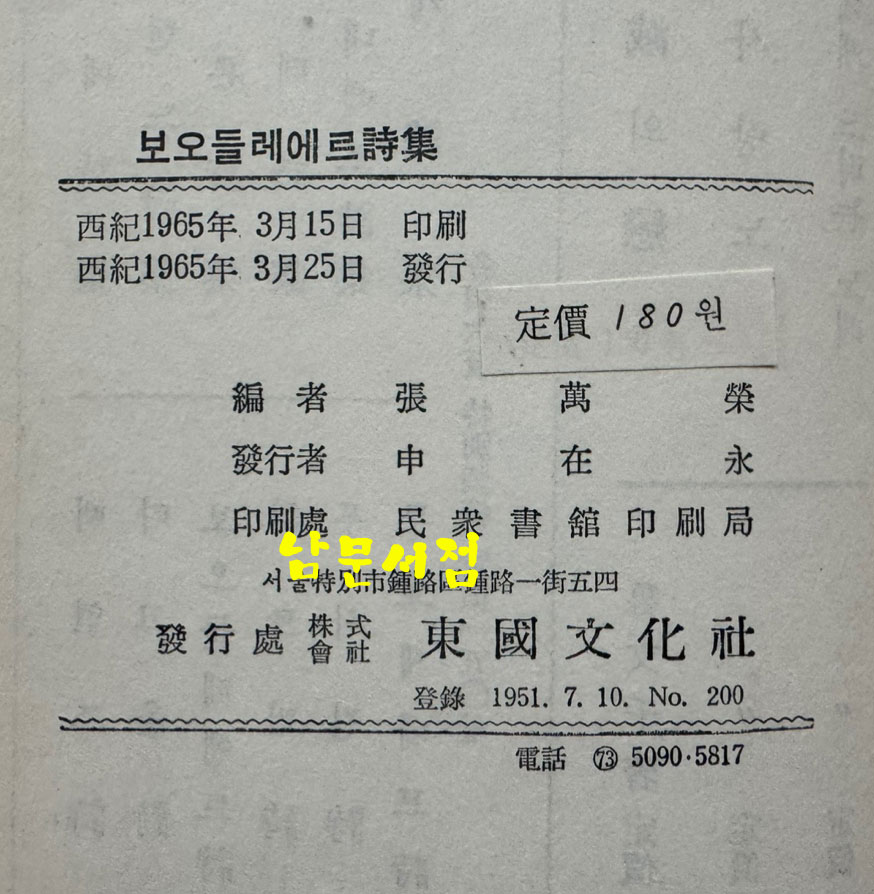 보오들레에르詩集
西紀1965年 3月15日 印刷
西紀1965年 3月25日 發行
定價 180원
編者 張萬榮
發行者 申在永
印刷處 民衆書舘印刷局
남문서점
서울特別市鍾路區鍾路一街五四
發行處 株式會社 東國文化社
登錄 1951. 7. 10. No. 200
電話 ㉓ 5090·5817